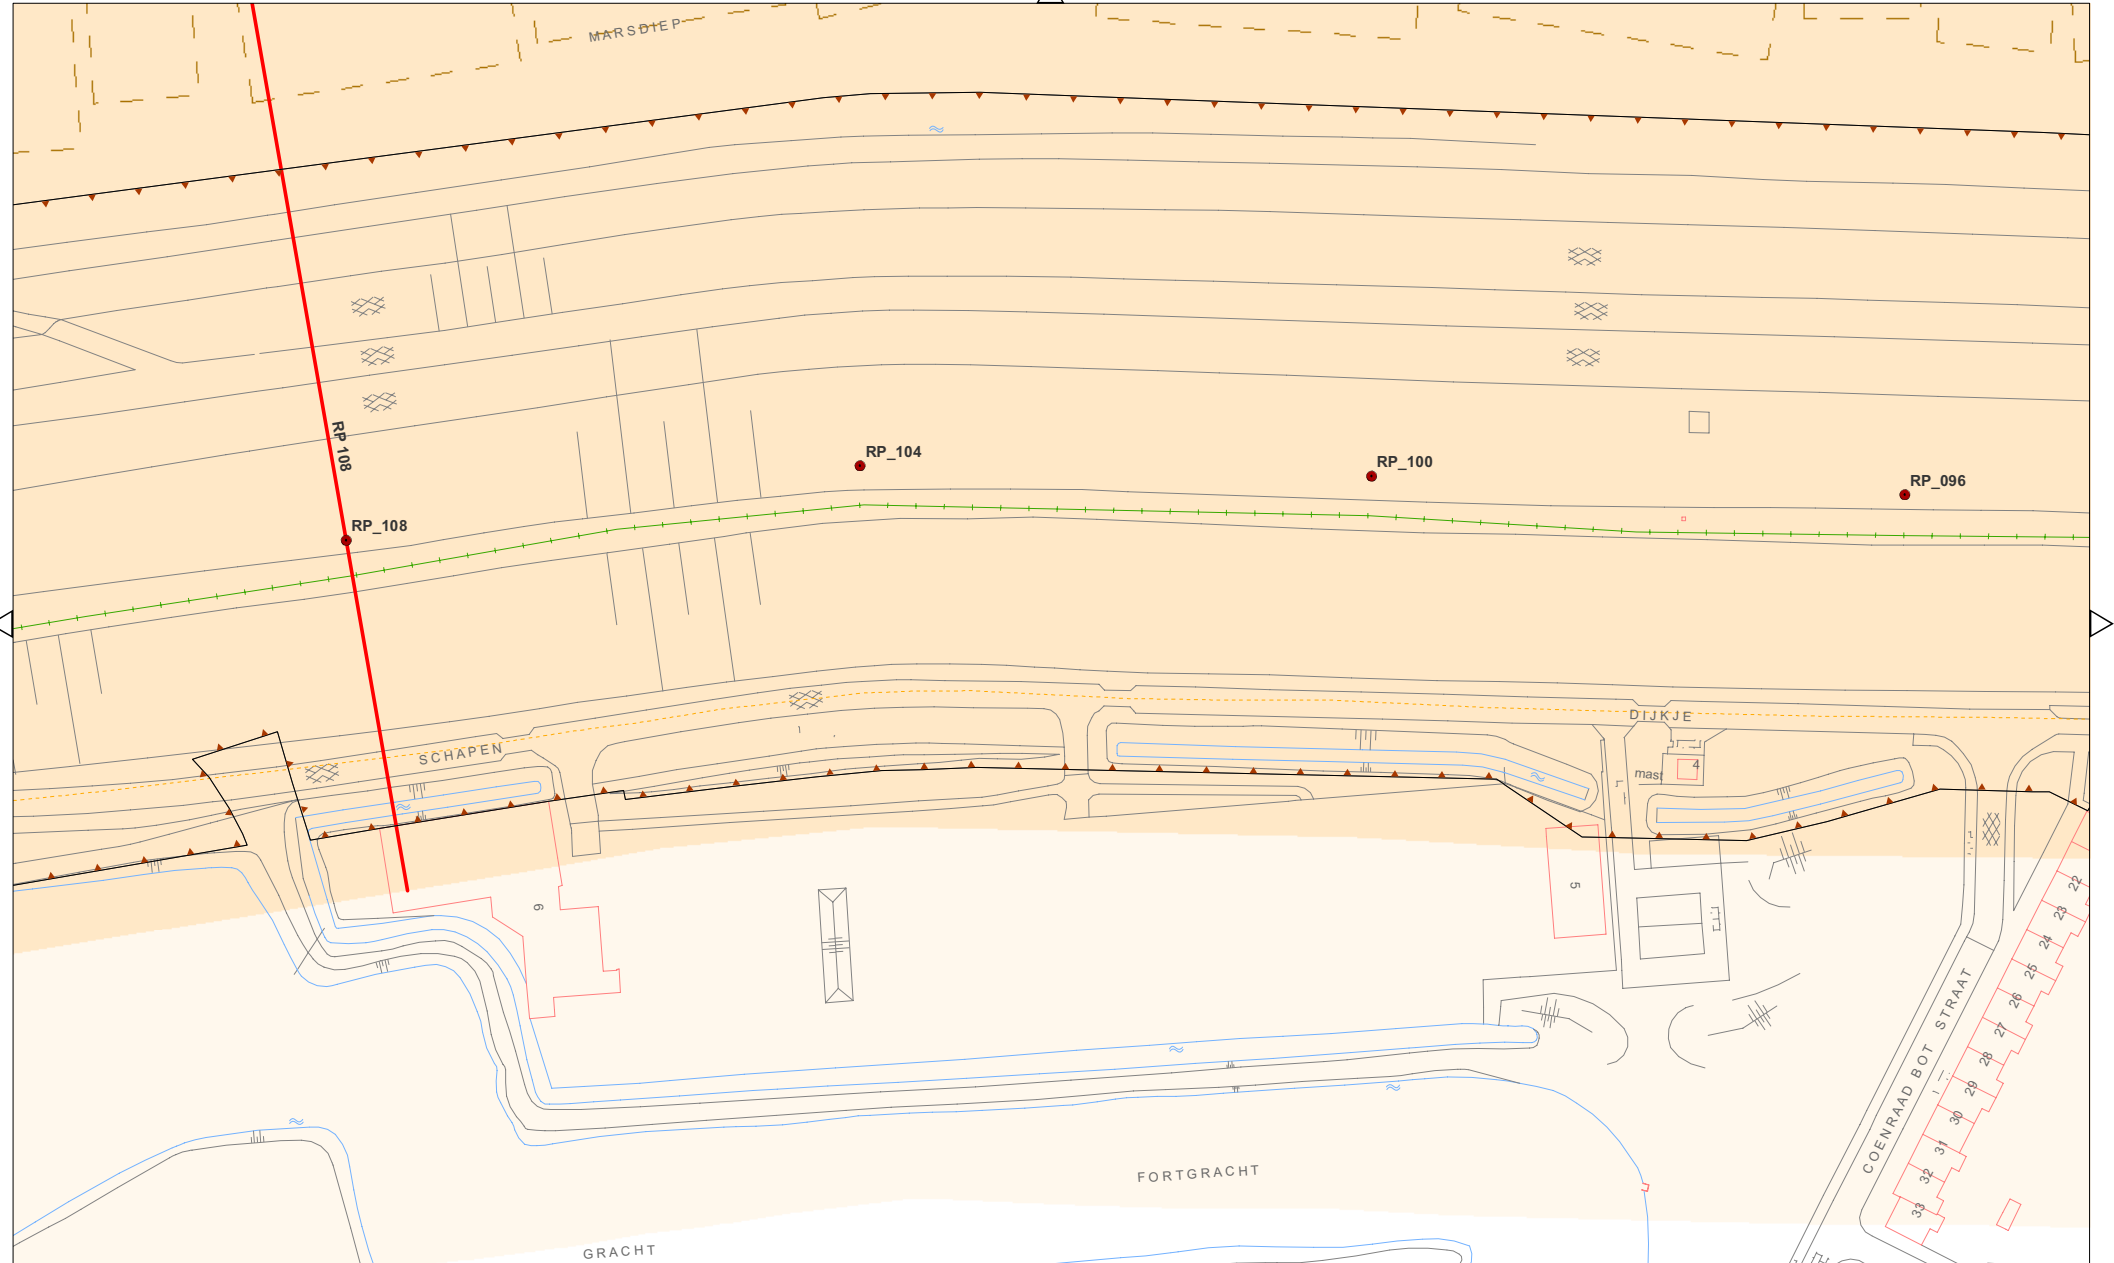 MARSDIEP
RP 108
RP_104
RP_100
RP_096
RP_108
DIJKJE
SCHAPEN
4
mast
5
6
22
23
24
25
26
27
28
29
30
31
32
33
COENRAAD BOT STRAAT
FORTGRACHT
GRACHT